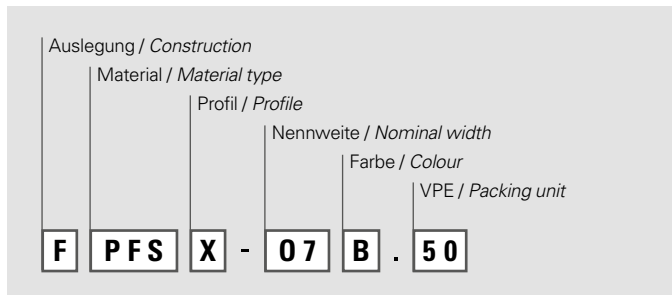 Auslegung / Construction
Material / Material type
Profil / Profile
Nennweite / Nominal width
Farbe / Colour
VPE / Packing unit
F PFS X - 07 B . 50